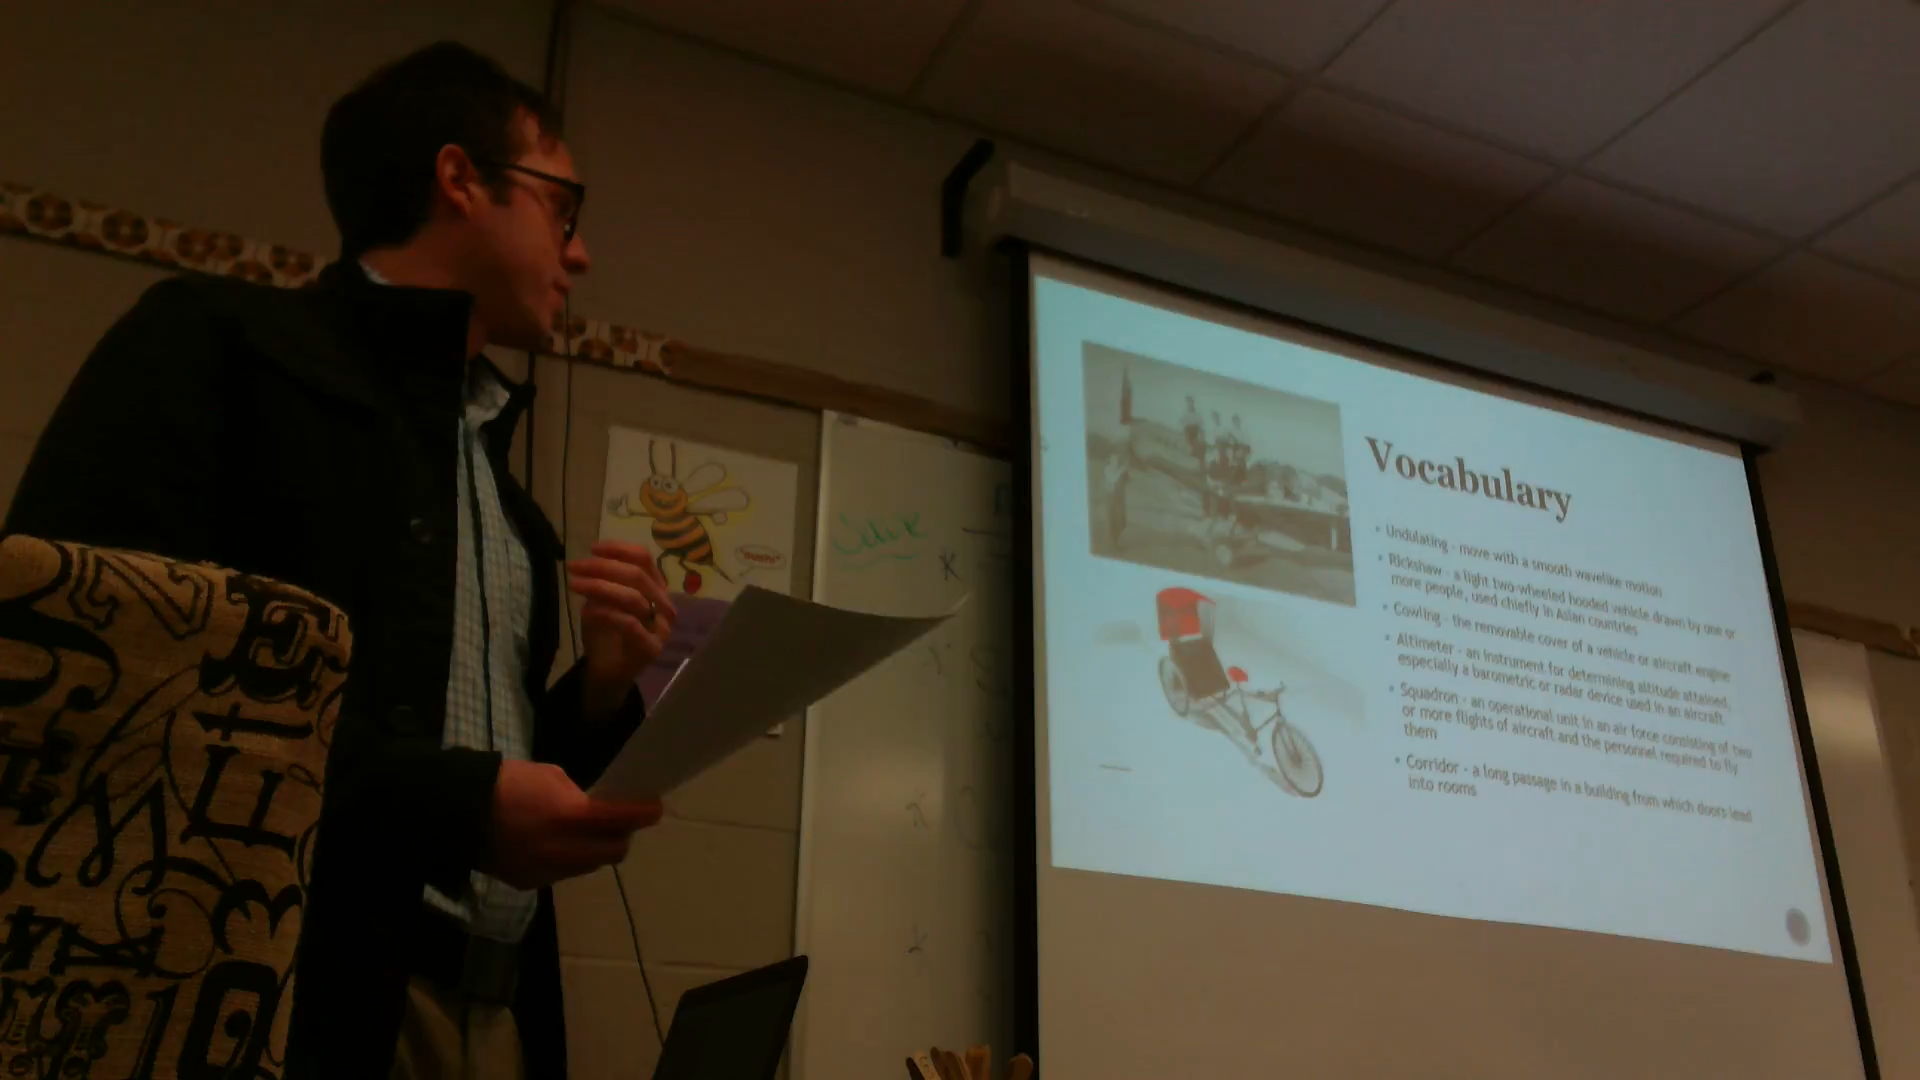 Save
K
Vocabulary
• Undulating - move with a smooth wavelike motion
• Rickshaw - a light two-wheeled hooded vehicle drawn by one or
more people, used chiefly in Asian countries
• Cowling - the removable cover of a vehicle or aircraft engine
• Altimeter - an instrument for determining altitude attained,
especially a barometric or radar device used in an aircraft
• Squadron - an operational unit in an air force consisting of two
or more flights of aircraft and the personnel required to fly
them
• Corridor - a long passage in a building from which doors lead
into rooms